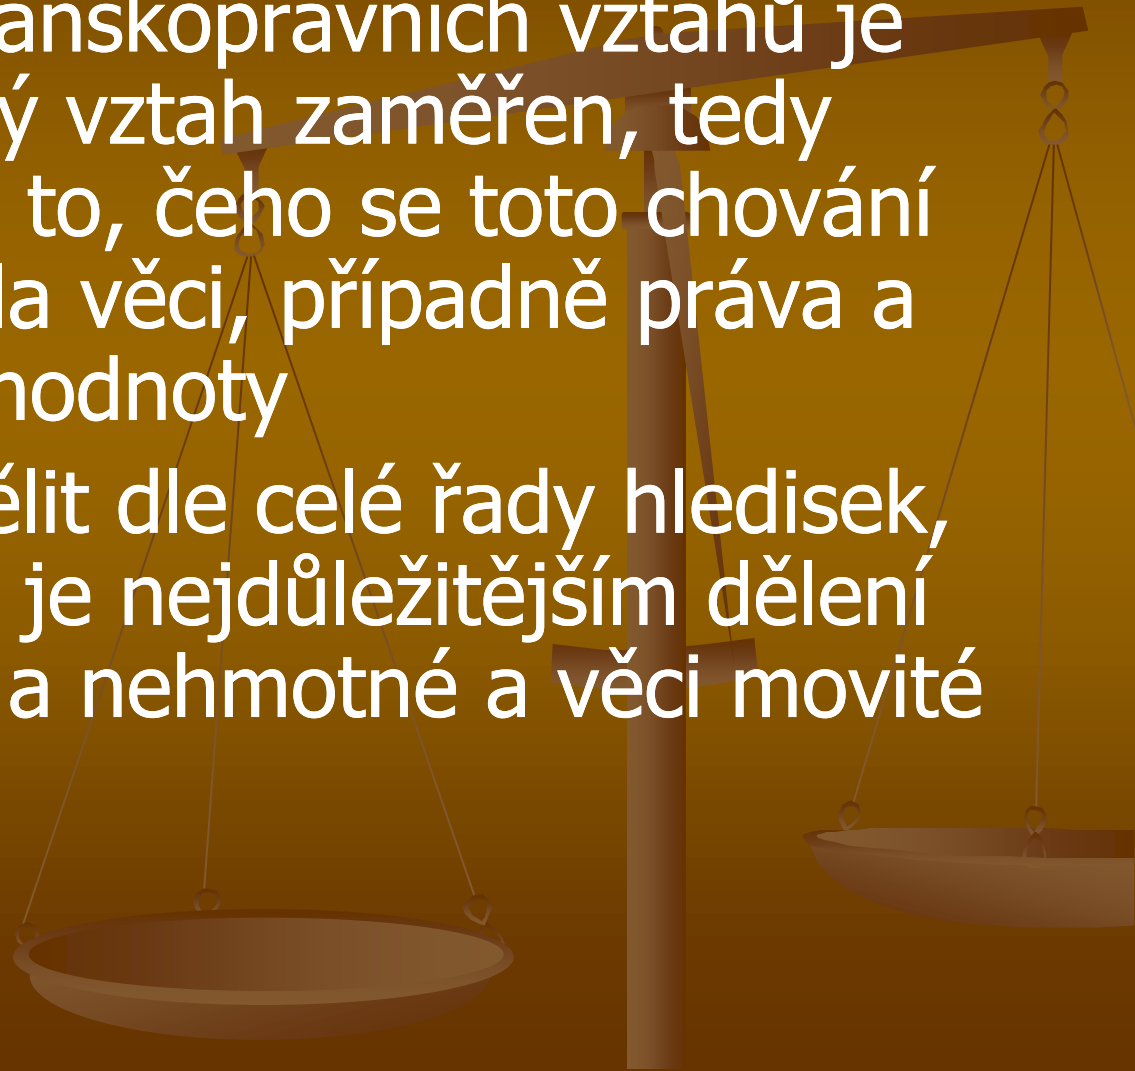 anskoprávních vztahů je
ý vztah zaměřen, tedy
to, čeho se toto chování
la věci, případně práva a
hodnoty
ělit dle celé řady hledisek,
je nejdůležitějším dělení
a nehmotné a věci movité